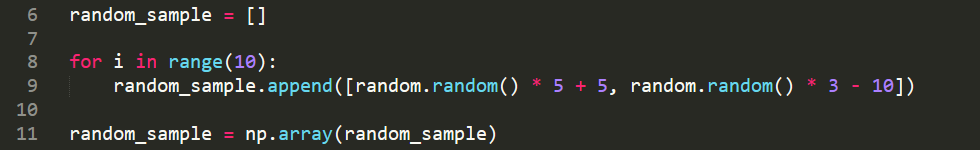 6 random_sample = []
7
8 for i in range(10):
9     random_sample.append([random.random() * 5 + 5, random.random() * 3 - 10])
10
11 random_sample = np.array(random_sample)